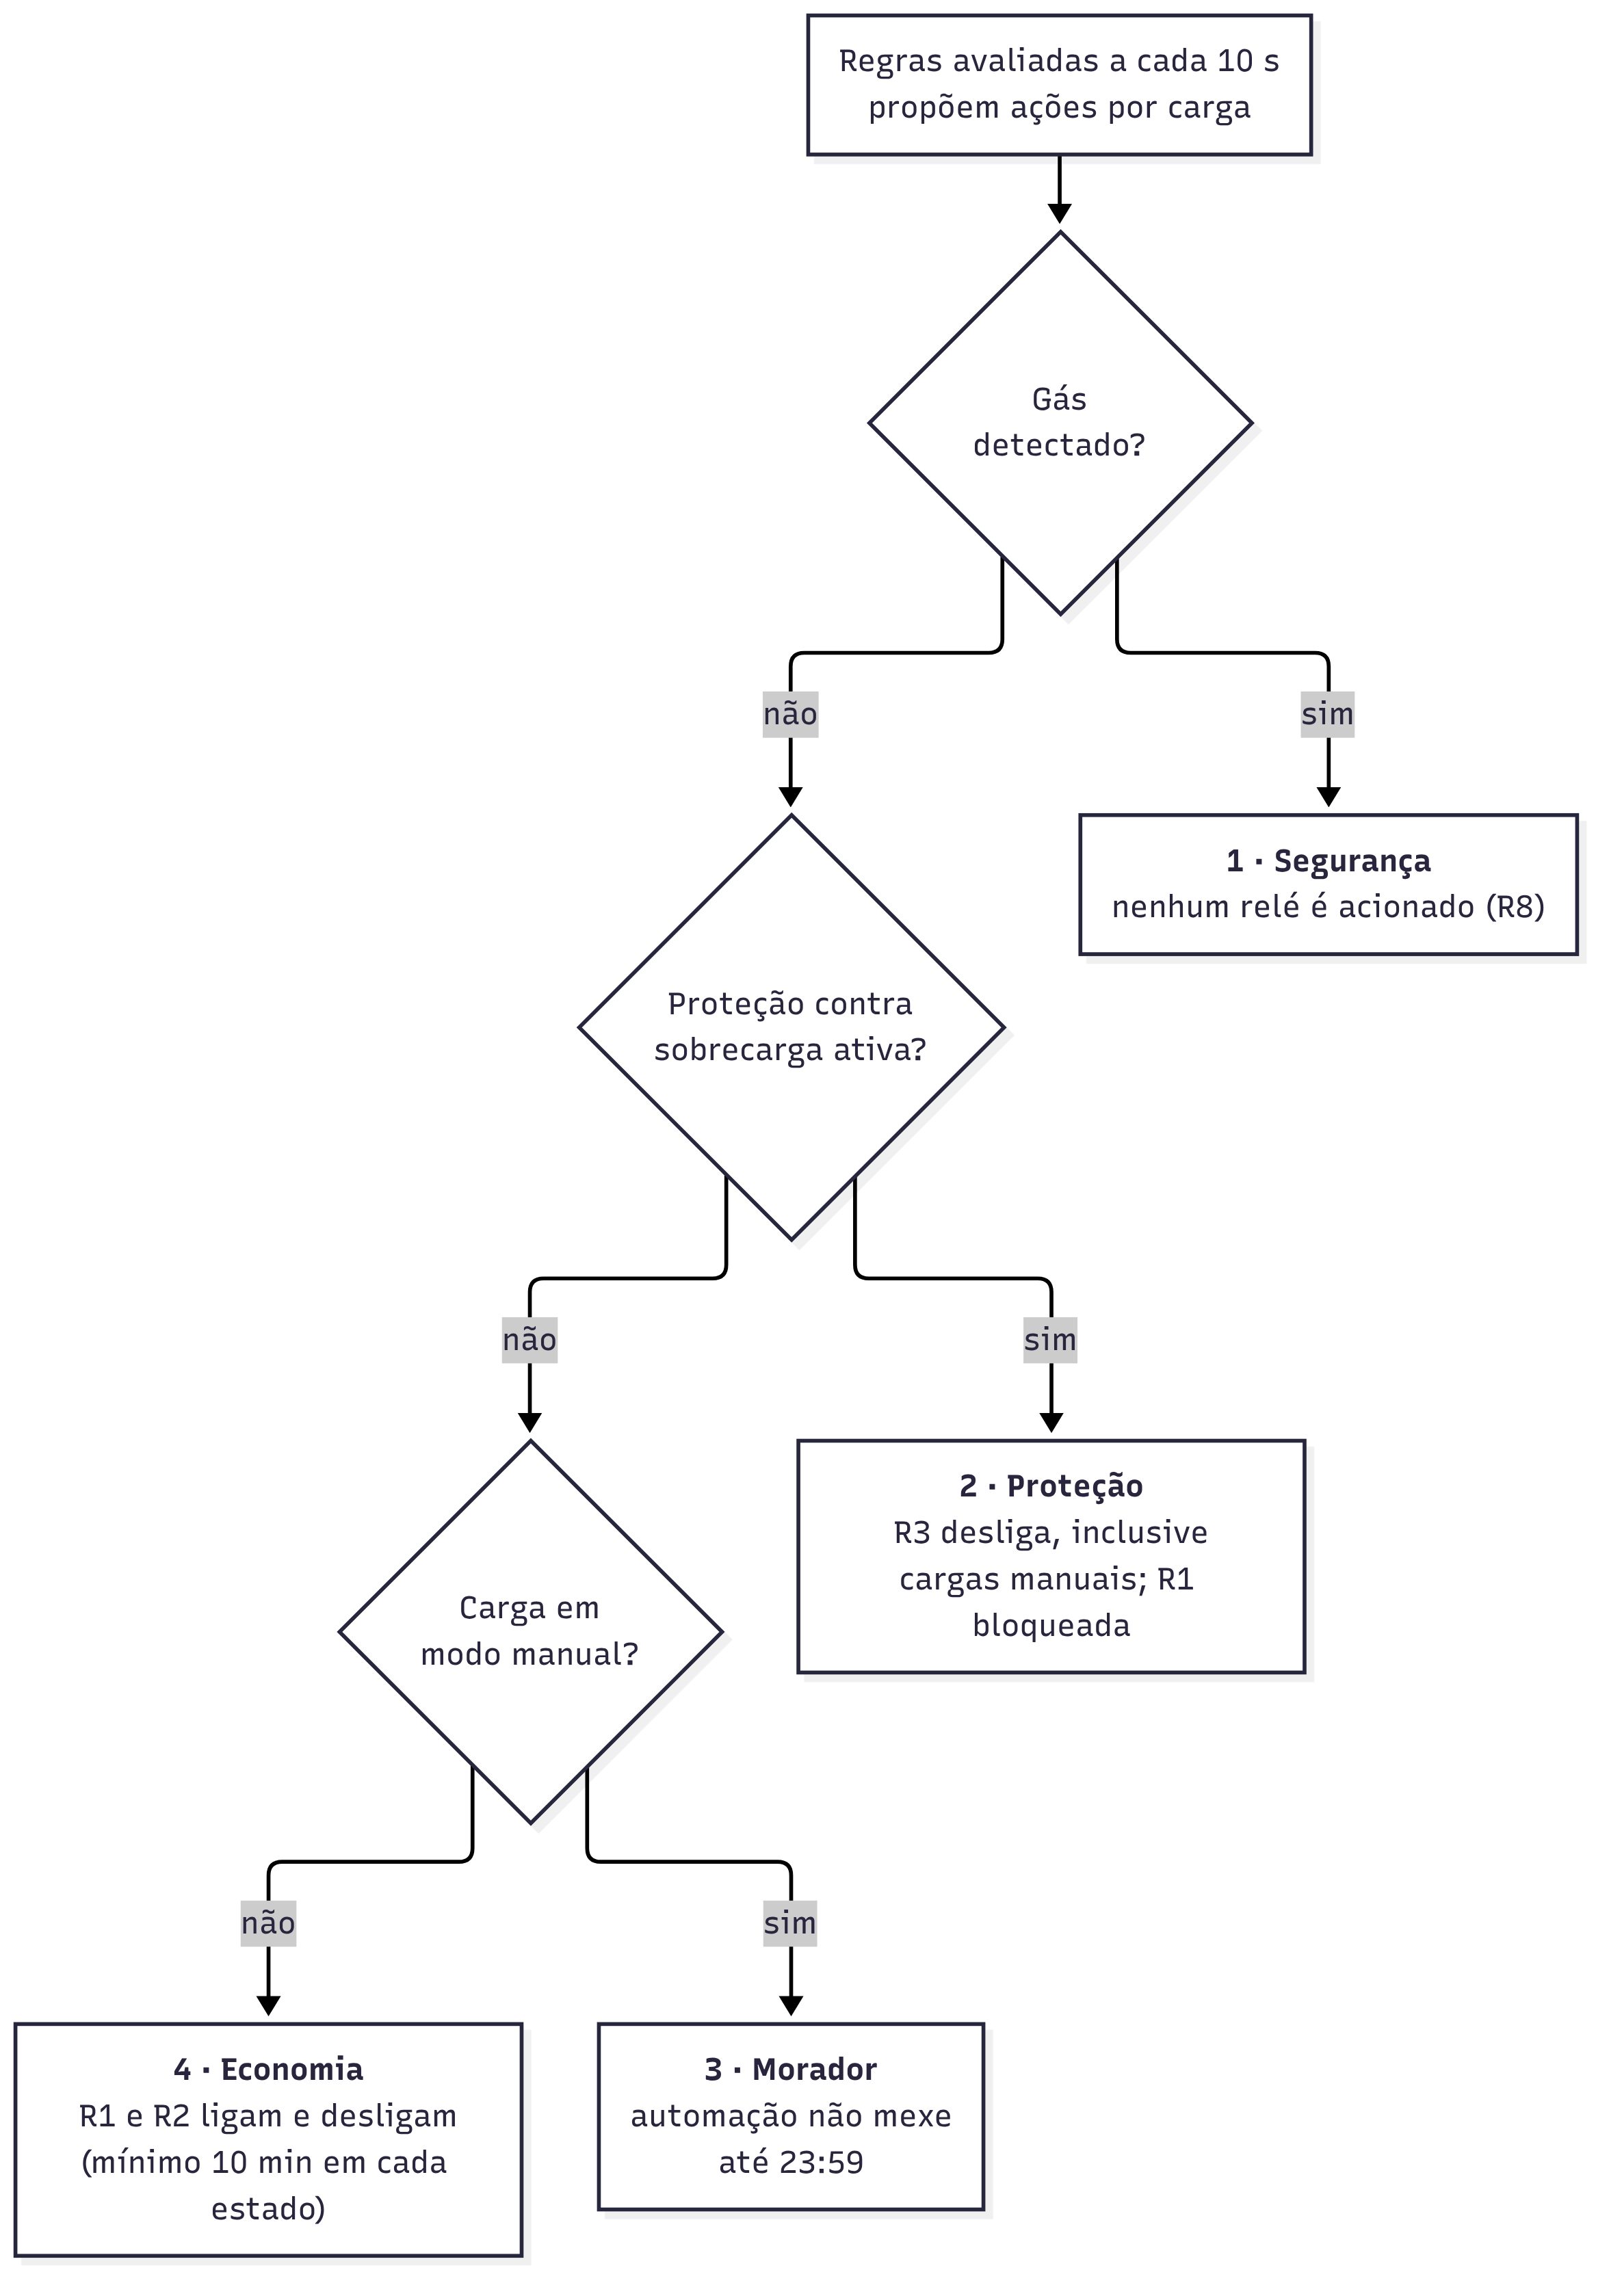 Regras avaliadas a cada 10 s
propõem ações por carga
Gás
detectado?
não
sim
1 · Segurança
nenhum relé é acionado (R8)
Proteção contra
sobrecarga ativa?
não
sim
2 · Proteção
R3 desliga, inclusive
cargas manuais; R1
bloqueada
Carga em
modo manual?
não
sim
4 · Economia
R1 e R2 ligam e desligam
(mínimo 10 min em cada
estado)
3 · Morador
automação não mexe
até 23:59